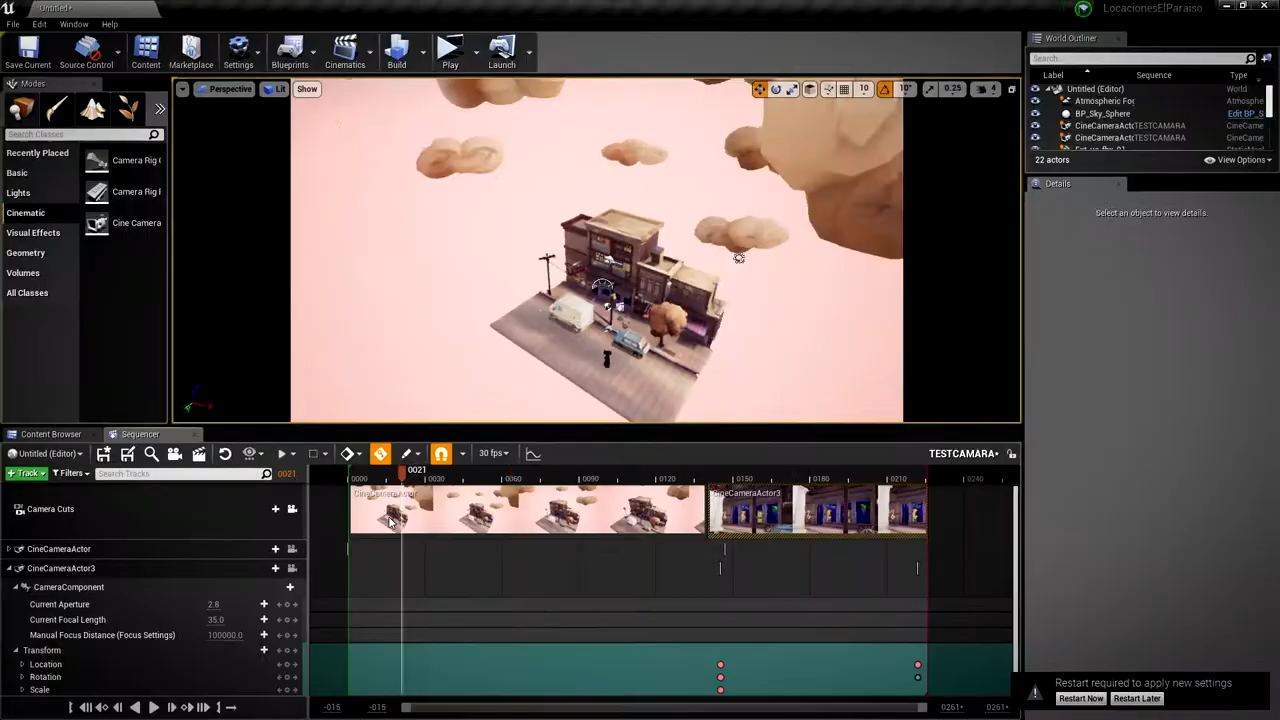 Untitled*
LocacionesElParaiso
File Edit Window Help
Save Current
Source Control
Content
Marketplace
Settings
Blueprints
Cinematics
Build
Play
Launch
Modes
Search Classes
Recently Placed
Basic
Lights
Cinematic
Visual Effects
Geometry
Volumes
All Classes
Camera Rig
Camera Rig
Cine Camera
Perspective
Lit
Show
10
10°
0.25
4
World Outliner
Search...
Label Sequence Type
Untitled (Editor) World
Atmospheric Fo Atmosphe
BP_Sky_Sphere Edit BP_S
CineCameraActo TESTCAMARA CineCame
CineCameraActo TESTCAMARA CineCame
22 actors
View Options
Details
Select an object to view details.
Content Browser
Sequencer
Untitled (Editor)
30 fps
TESTCAMARA*
Track
Filters
Search Tracks
0021
0021
0000 0030 0060 0090 0120 0150 0180 0210 0240
Camera Cuts
CineCameraActor
CineCameraActor3
CineCameraActor
CineCameraActor3
CameraComponent
Current Aperture 2.8
Current Focal Length 35.0
Manual Focus Distance (Focus Settings) 100000.0
Transform
Location
Rotation
Scale
-015 -015 0261+ 0261+
Restart required to apply new settings
Restart Now Restart Later